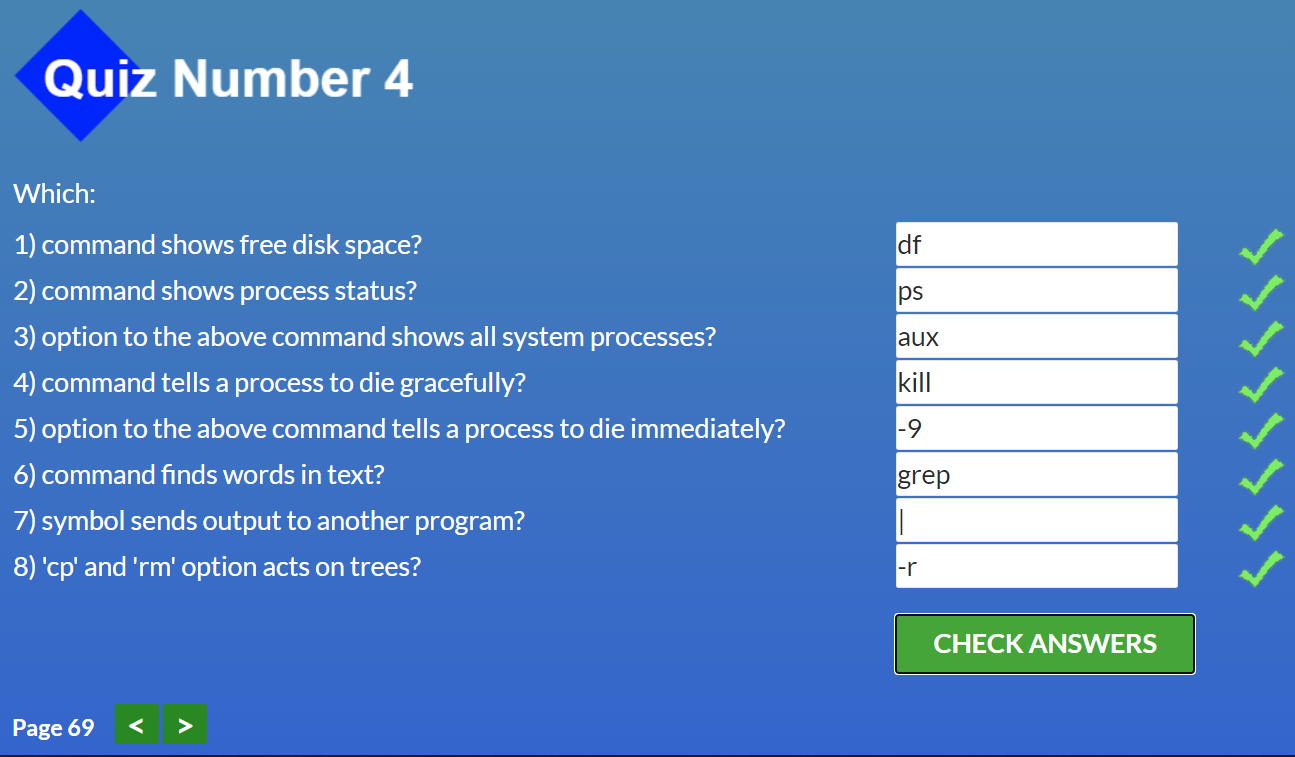 Quiz Number 4
Which:
1) command shows free disk space? df
2) command shows process status? ps
3) option to the above command shows all system processes? aux
4) command tells a process to die gracefully? kill
5) option to the above command tells a process to die immediately? -9
6) command finds words in text? grep
7) symbol sends output to another program? |
8) 'cp' and 'rm' option acts on trees? -r
CHECK ANSWERS
Page 69 < >